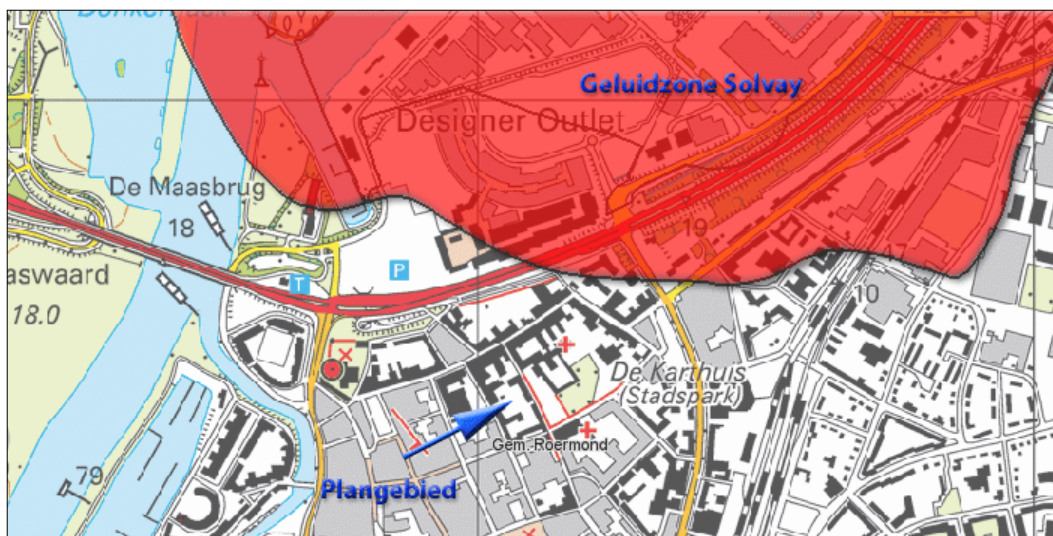 Geluidzone Solvay
Designer Outlet
De Maasbrug
18
19
T
P
aswaard
18.0
17
10
De Karthuis
(Stadspark)
Gem. Roermond
79
Plangebied